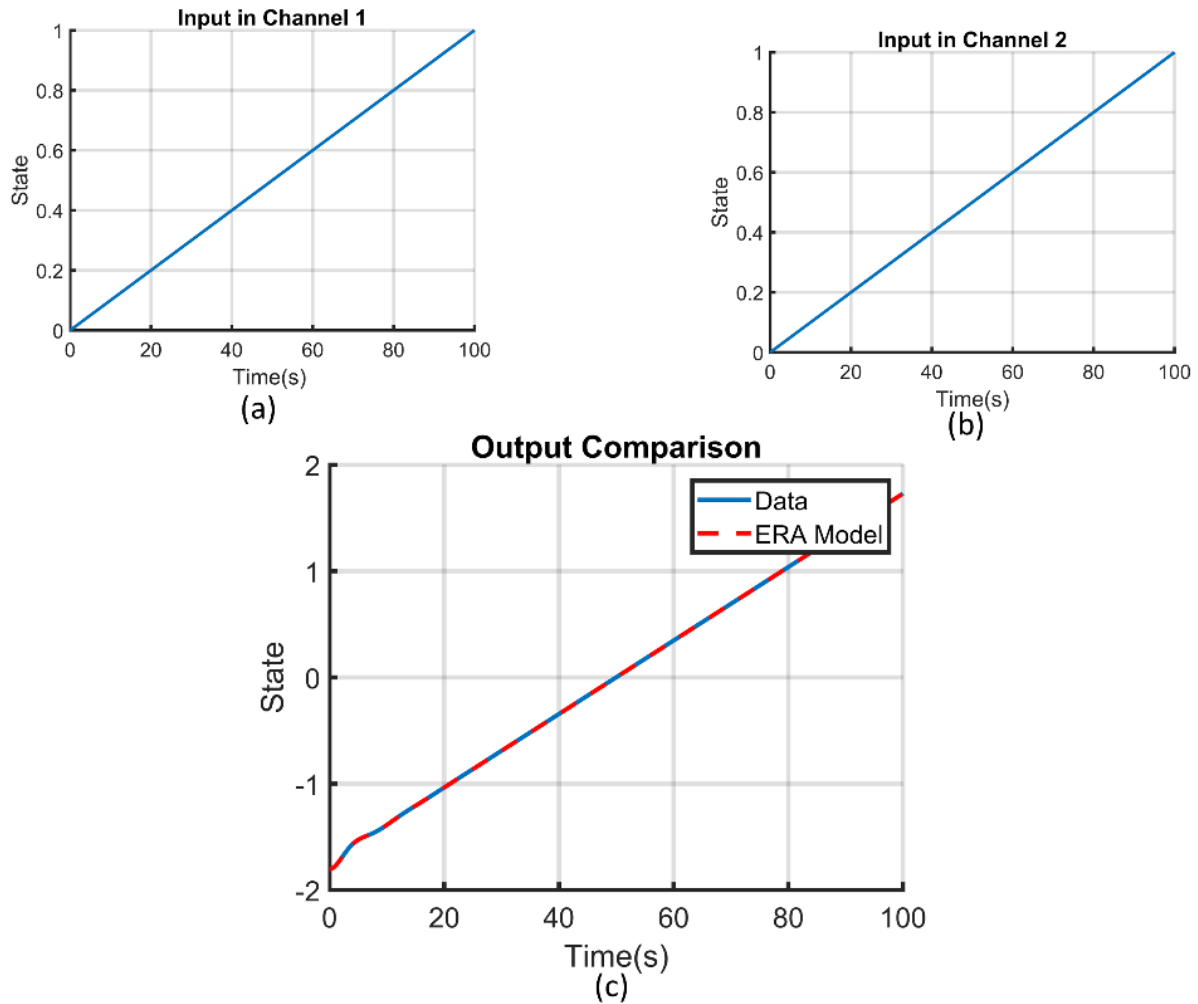 Input in Channel 1
1
0.8
0.6
0.4
0.2
0
State
0 20 40 60 80 100
Time(s)
(a)
Input in Channel 2
1
0.8
0.6
0.4
0.2
0
State
0 20 40 60 80 100
Time(s)
(b)
Output Comparison
2
1
0
-1
-2
State
Data
ERA Model
0 20 40 60 80 100
Time(s)
(c)